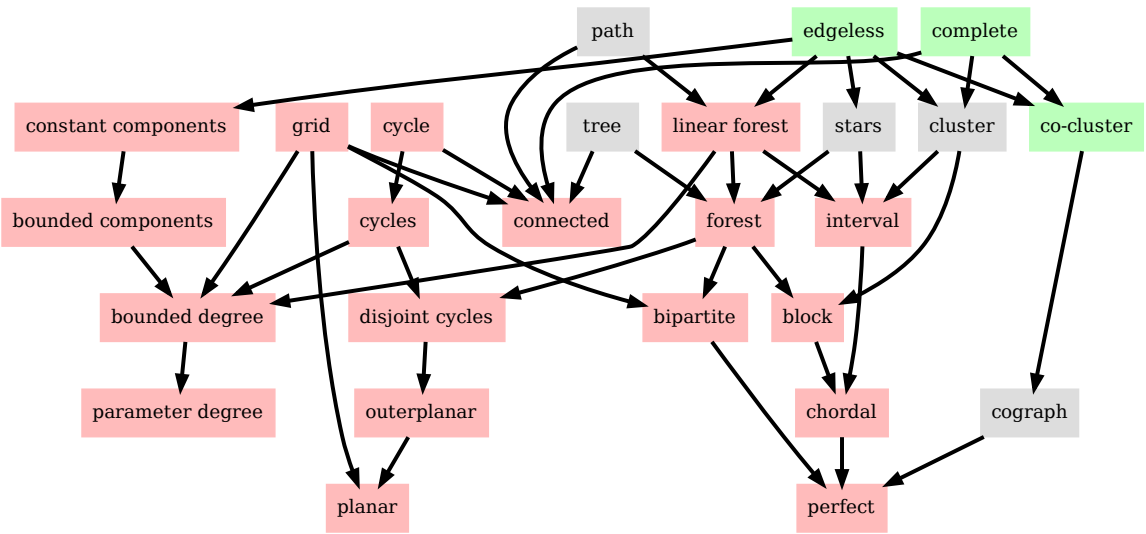 path
edgeless
complete
constant components
grid
cycle
tree
linear forest
stars
cluster
co-cluster
bounded components
cycles
connected
forest
interval
bounded degree
disjoint cycles
bipartite
block
parameter degree
outerplanar
chordal
cograph
planar
perfect